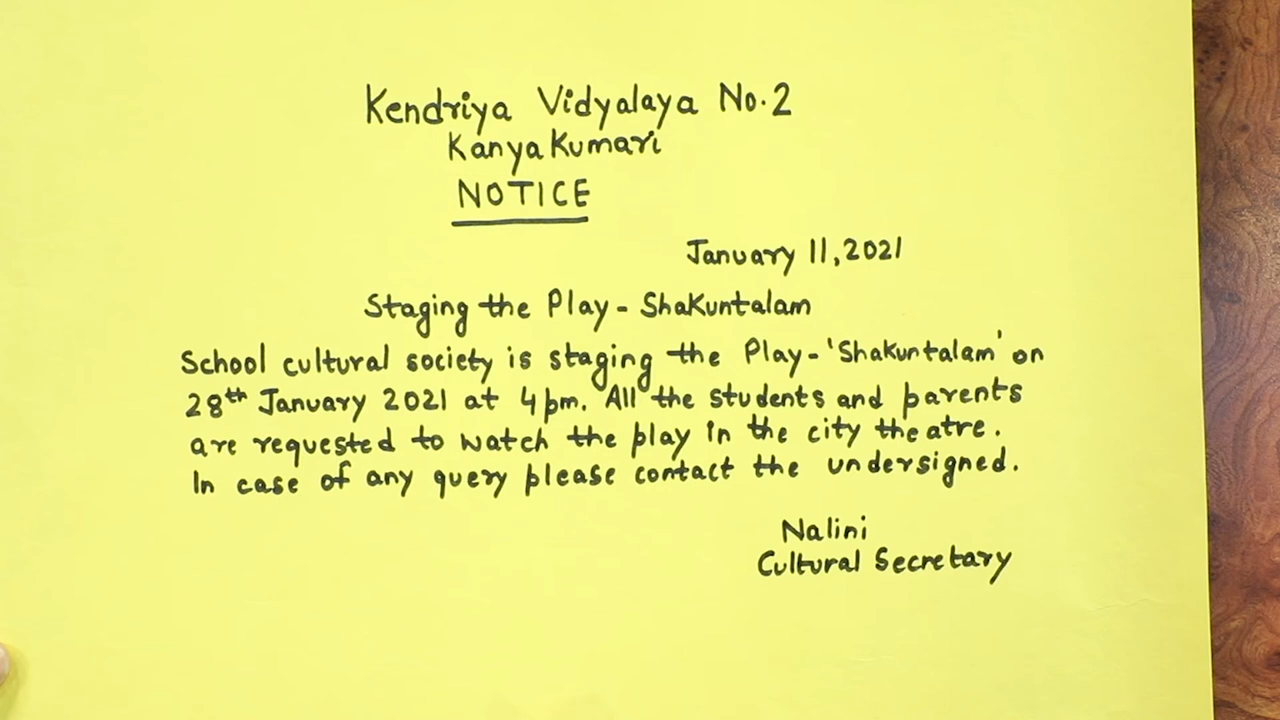 Kendriya Vidyalaya No.2
Kanyakumari
NOTICE
January 11, 2021
Staging the Play - Shakuntalam
School cultural society is staging the Play - 'Shakuntalam' on
28th January 2021 at 4 pm. All the students and parents
are requested to watch the play in the city theatre.
In case of any query please contact the undersigned.
Nalini
Cultural Secretary